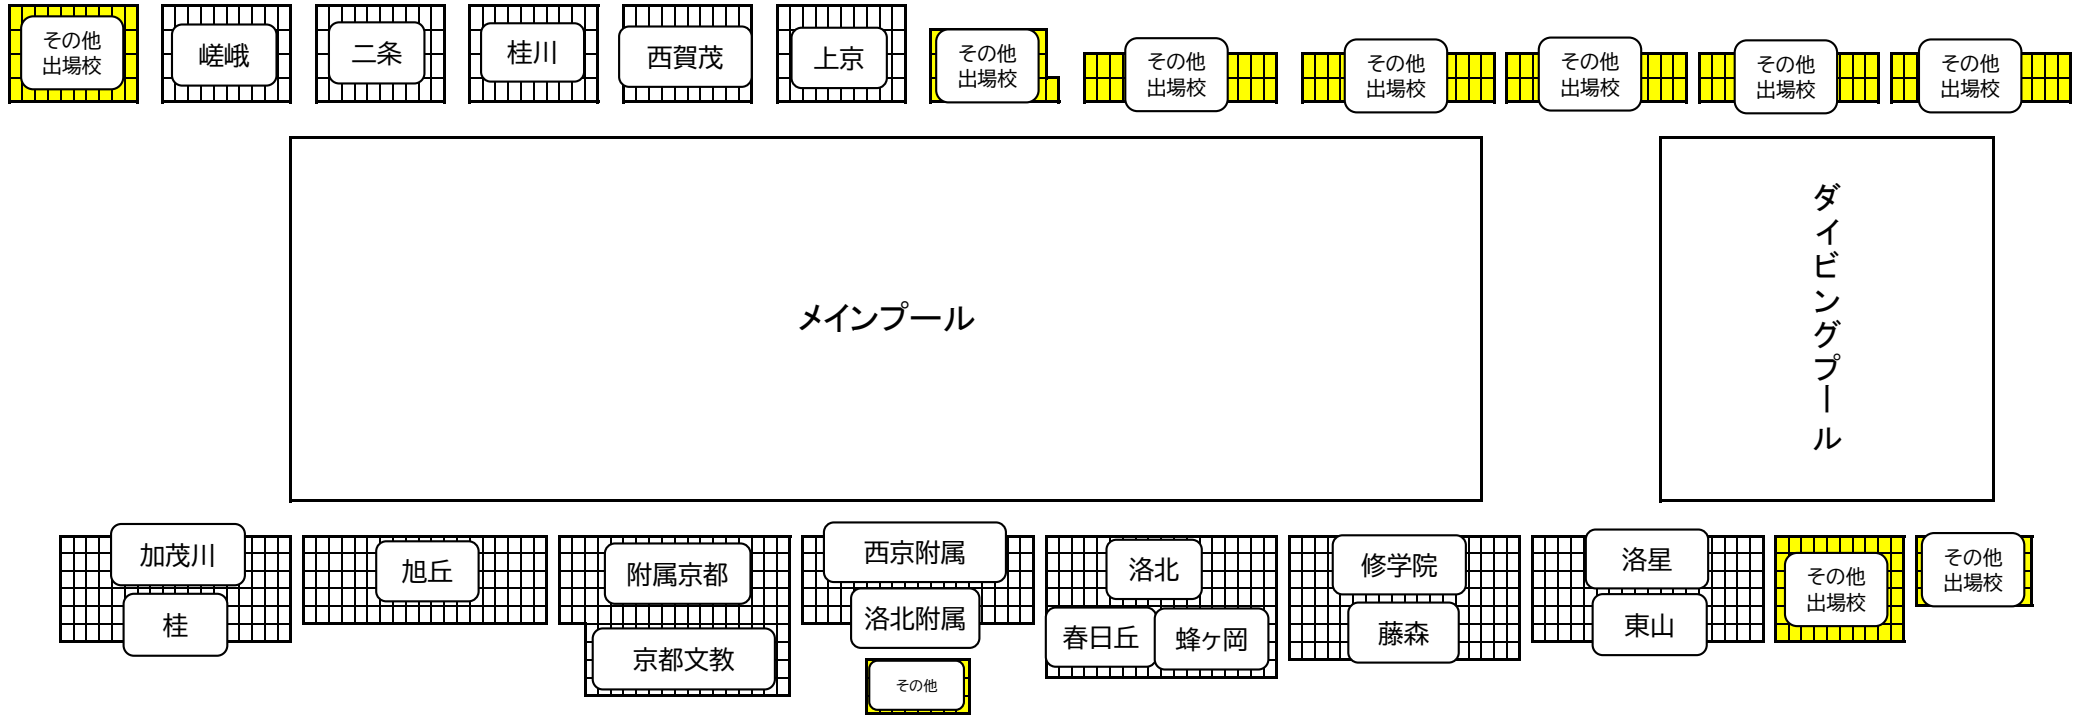 その他
出場校
嵯峨
二条
桂川
西賀茂
上京
その他
出場校
その他
出場校
その他
出場校
その他
出場校
その他
出場校
その他
出場校
メインプール
ダイビングプール
加茂川
桂
旭丘
附属京都
京都文教
西京附属
洛北附属
その他
洛北
春日丘
蜂ヶ岡
修学院
藤森
洛星
東山
その他
出場校
その他
出場校